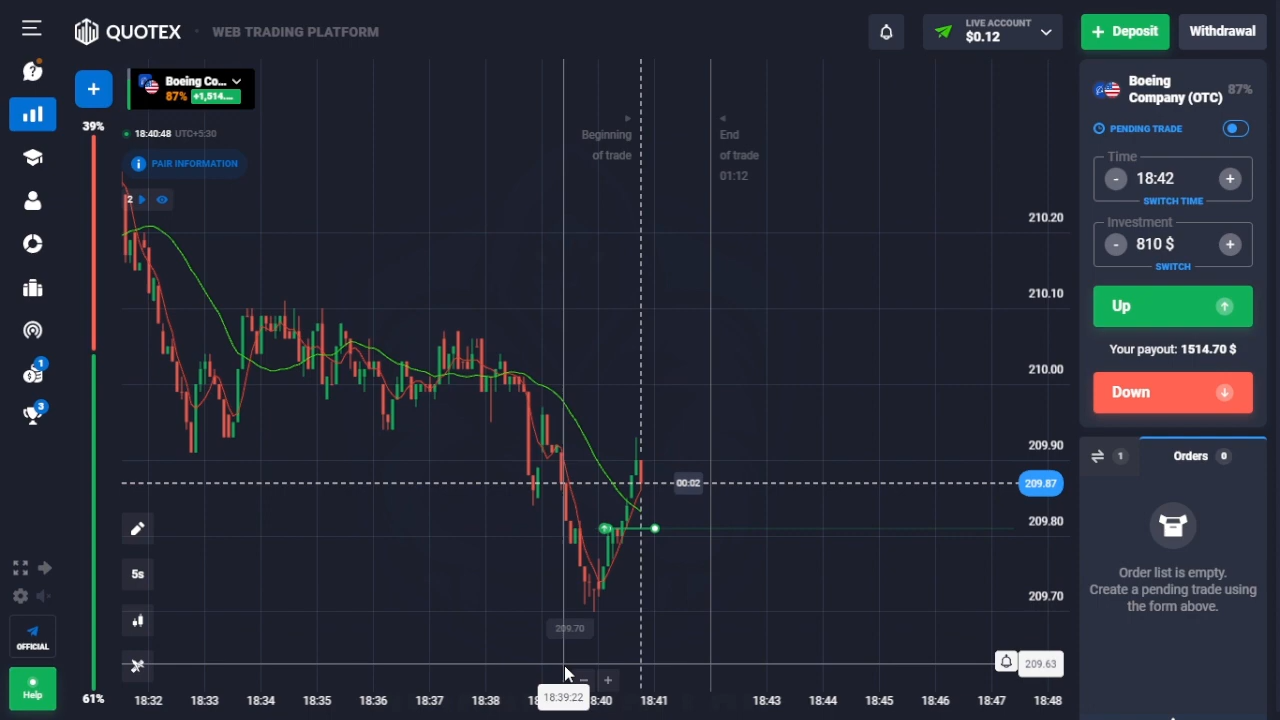 QUOTEX
WEB TRADING PLATFORM
LIVE ACCOUNT
$0.12
+ Deposit
Withdrawal
+
Boeing Co...
87% +1,514....
39%
18:40:48 UTC+5:30
PAIR INFORMATION
2
Beginning
of trade
End
of trade
01:12
210.20
210.10
210.00
209.90
209.87
209.80
209.70
209.63
00:02
209.70
5s
18:32
18:33
18:34
18:35
18:36
18:37
18:38
18:39:22
:40
18:41
18:43
18:44
18:45
18:46
18:47
18:48
61%
1
3
OFFICIAL
Help
Boeing
Company (OTC)
87%
PENDING TRADE
Time
- 18:42 +
SWITCH TIME
Investment
- 810 $ +
SWITCH
Up
Your payout: 1514.70 $
Down
1
Orders 0
Order list is empty.
Create a pending trade using
the form above.